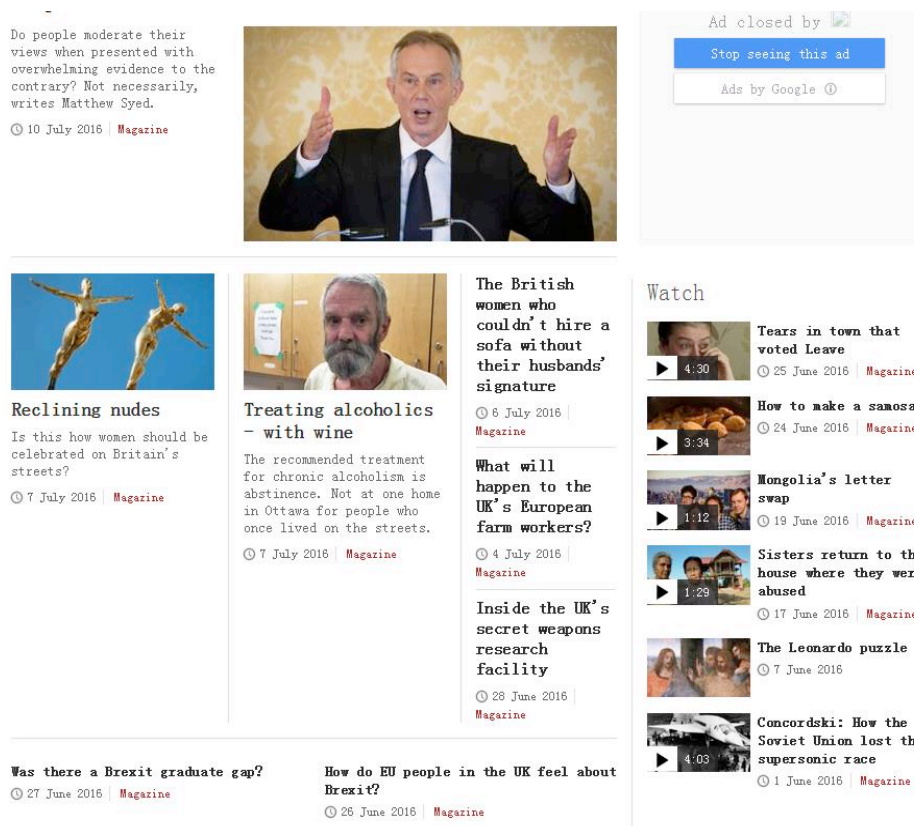 Do people moderate their
views when presented with
overwhelming evidence to the
contrary? Not necessarily,
writes Matthew Syed.
10 July 2016 Magazine
Ad closed by
Stop seeing this ad
Ads by Google
Reclining nudes
Is this how women should be
celebrated on Britain's
streets?
7 July 2016 Magazine
Treating alcoholics
- with wine
The recommended treatment
for chronic alcoholism is
abstinence. Not at one home
in Ottawa for people who
once lived on the streets.
7 July 2016 Magazine
The British
women who
couldn't hire a
sofa without
their husbands'
signature
6 July 2016
Magazine
What will
happen to the
UK's European
farm workers?
4 July 2016
Magazine
Inside the UK's
secret weapons
research
facility
28 June 2016
Magazine
Was there a Brexit graduate gap?
27 June 2016 Magazine
How do EU people in the UK feel about
Brexit?
26 June 2016 Magazine
Watch
4:30
Tears in town that
voted Leave
25 June 2016 Magazine
3:34
How to make a samosa
24 June 2016 Magazine
1:12
Mongolia's letter
swap
19 June 2016 Magazine
1:29
Sisters return to th
house where they wer
abused
17 June 2016 Magazine
The Leonardo puzzle
7 June 2016
4:03
Concordski: How the
Soviet Union lost th
supersonic race
1 June 2016 Magazine